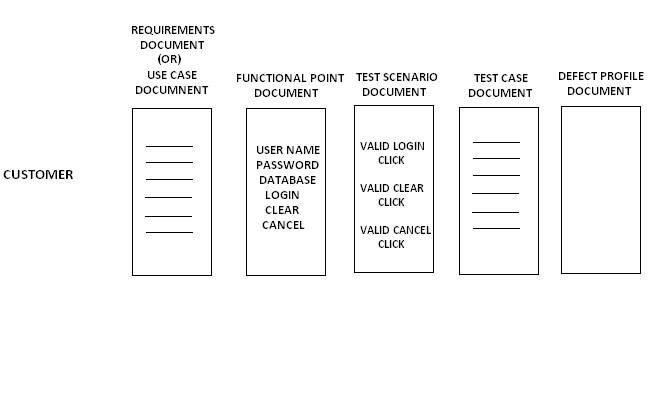 REQUIREMENTS
DOCUMENT
(OR)
USE CASE
DOCUMNENT
FUNCTIONAL POINT
DOCUMENT
TEST SCENARIO
DOCUMENT
TEST CASE
DOCUMENT
DEFECT PROFILE
DOCUMENT
CUSTOMER
USER NAME
PASSWORD
DATABASE
LOGIN
CLEAR
CANCEL
VALID LOGIN
CLICK
VALID CLEAR
CLICK
VALID CANCEL
CLICK